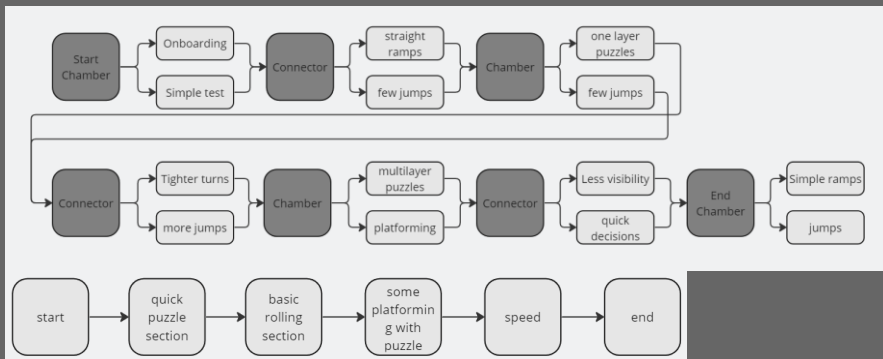 Start
Chamber
Onboarding
Simple test
Connector
straight
ramps
few jumps
Chamber
one layer
puzzles
few jumps
Connector
Tighter turns
more jumps
Chamber
multilayer
puzzles
platforming
Connector
Less visibility
quick
decisions
End
Chamber
Simple ramps
jumps
start
quick
puzzle
section
basic
rolling
section
some
platformin
g with
puzzle
speed
end